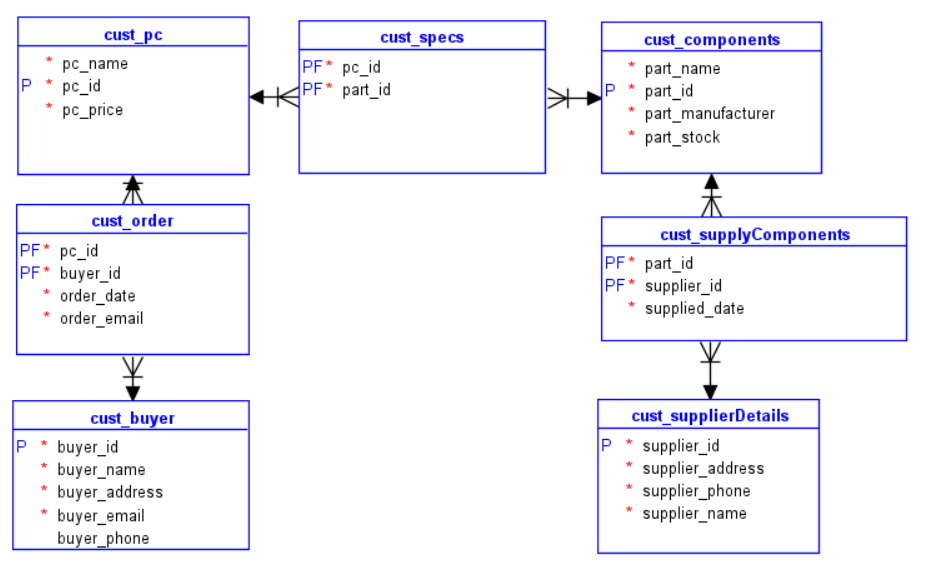 cust_pc
* pc_name
P * pc_id
* pc_price
cust_specs
PF* pc_id
PF* part_id
cust_components
* part_name
P * part_id
* part_manufacturer
* part_stock
cust_order
PF* pc_id
PF* buyer_id
* order_date
* order_email
cust_supplyComponents
PF* part_id
PF* supplier_id
* supplied_date
cust_buyer
P * buyer_id
* buyer_name
* buyer_address
* buyer_email
buyer_phone
cust_supplierDetails
P * supplier_id
* supplier_address
* supplier_phone
* supplier_name